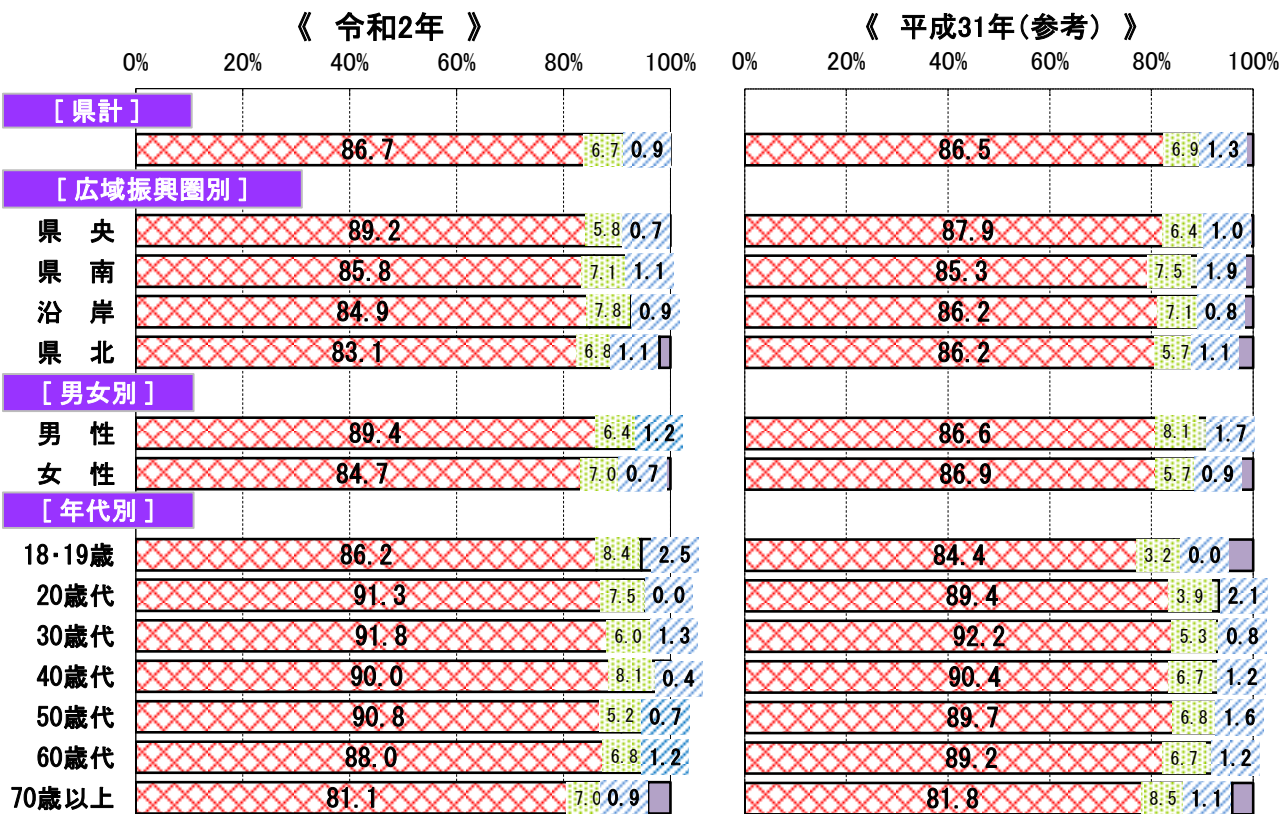 《 令和2年 》 《 平成31年(参考) 》
0% 20% 40% 60% 80% 100% 0% 20% 40% 60% 80% 100%
[ 県計 ]
86.7 6.7 0.9 86.5 6.9 1.3
[ 広域振興圏別 ]
県 央 89.2 5.8 0.7 87.9 6.4 1.0
県 南 85.8 7.1 1.1 85.3 7.5 1.9
沿 岸 84.9 7.8 0.9 86.2 7.1 0.8
県 北 83.1 6.8 1.1 86.2 5.7 1.1
[ 男女別 ]
男 性 89.4 6.4 1.2 86.6 8.1 1.7
女 性 84.7 7.0 0.7 86.9 5.7 0.9
[ 年代別 ]
18・19歳 86.2 8.4 2.5 84.4 3.2 0.0
20歳代 91.3 7.5 0.0 89.4 3.9 2.1
30歳代 91.8 6.0 1.3 92.2 5.3 0.8
40歳代 90.0 8.1 0.4 90.4 6.7 1.2
50歳代 90.8 5.2 0.7 89.7 6.8 1.6
60歳代 88.0 6.8 1.2 89.2 6.7 1.2
70歳以上 81.1 7.0 0.9 81.8 8.5 1.1